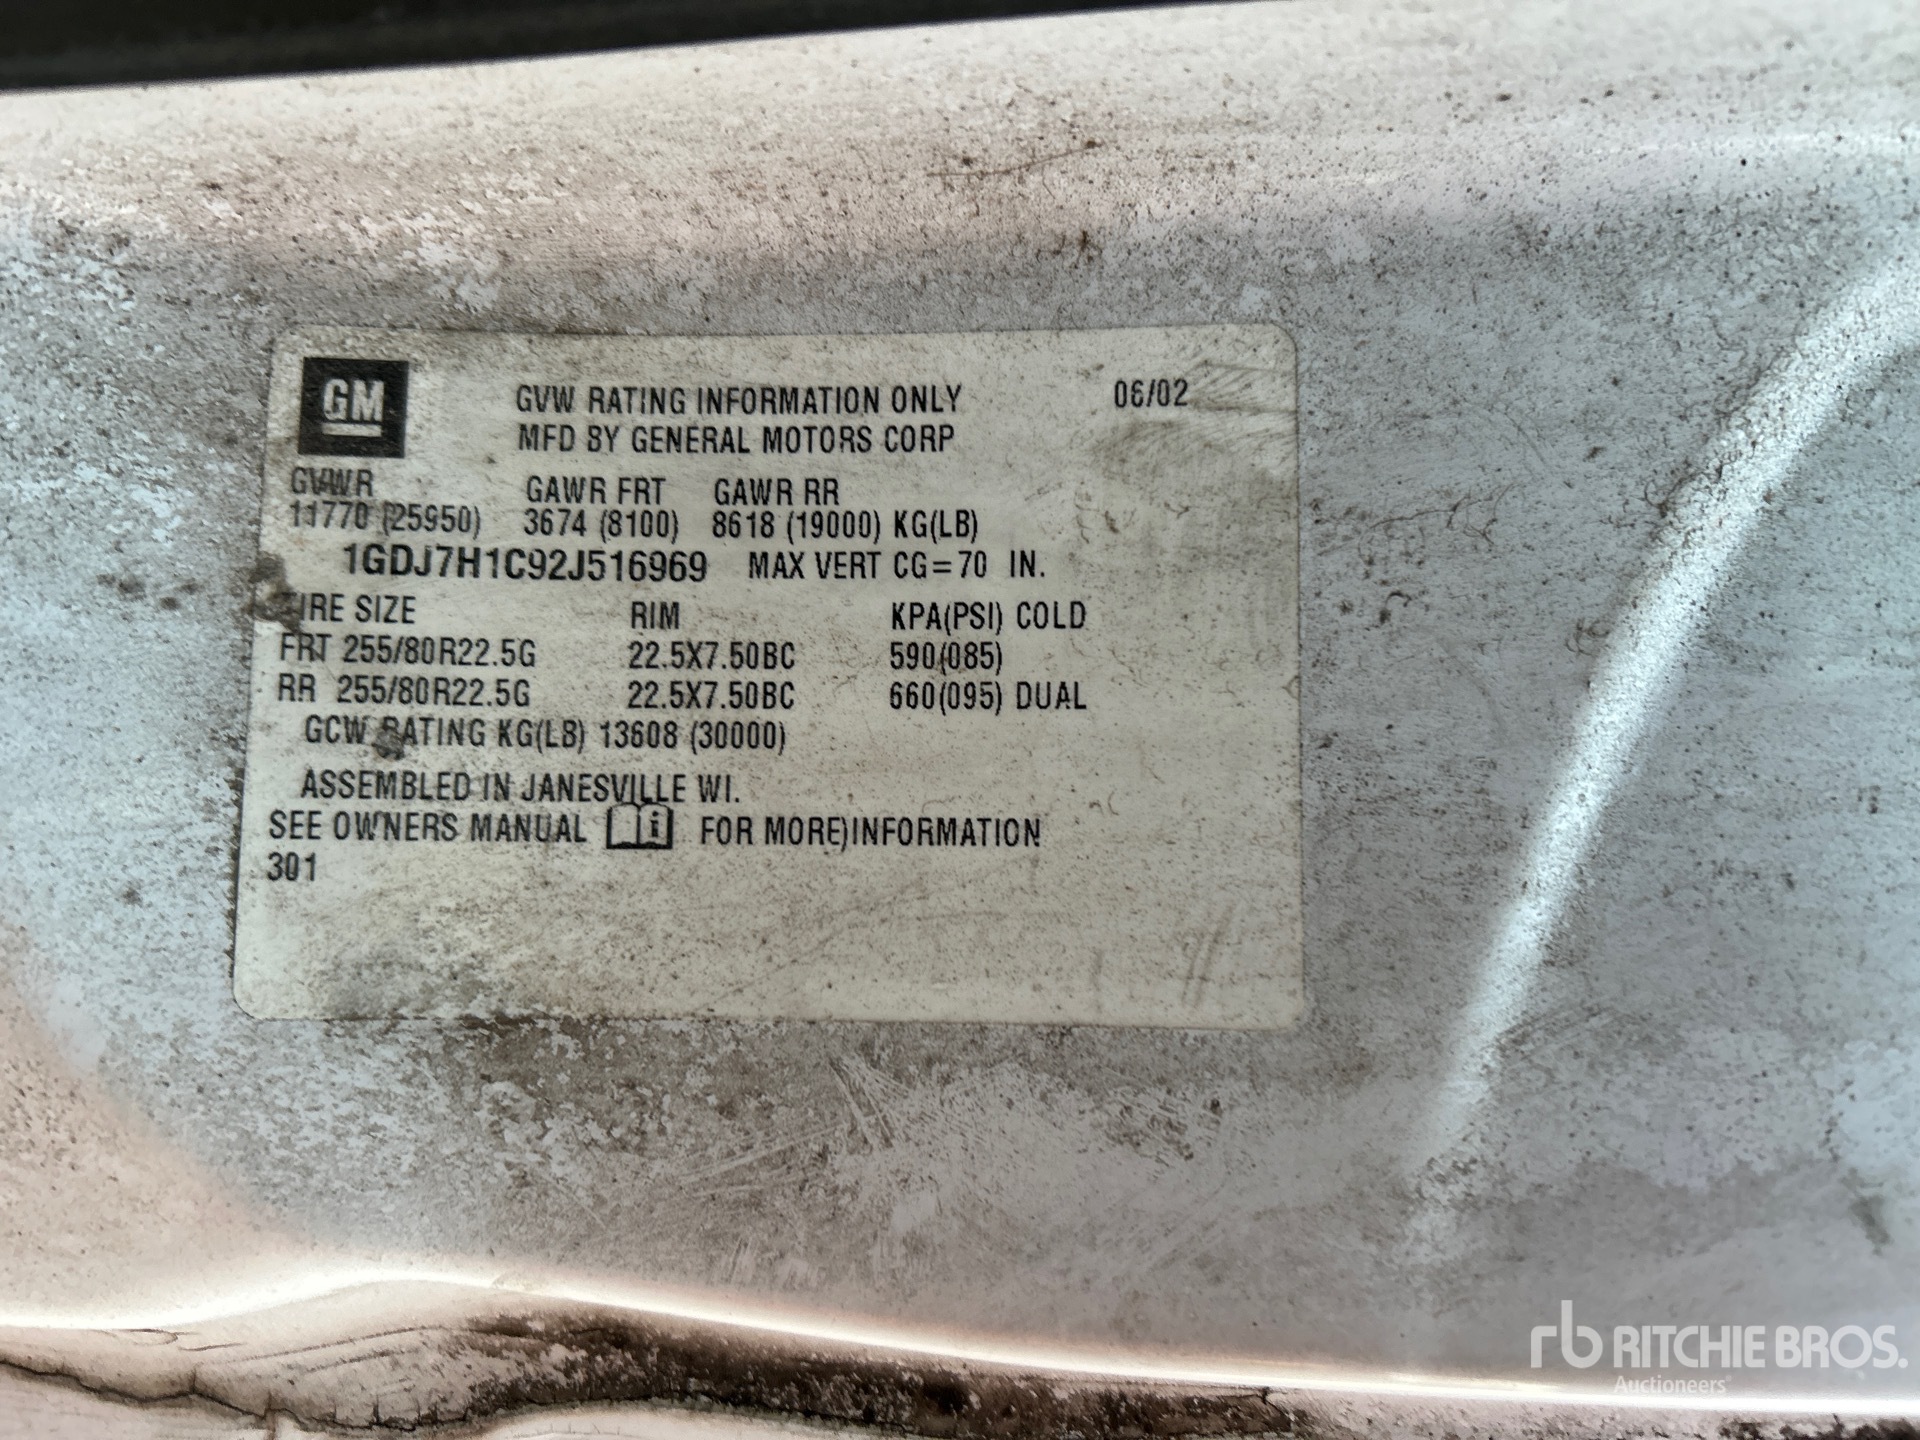 GM
GVW RATING INFORMATION ONLY 06/02
MFD BY GENERAL MOTORS CORP
GVWR GAWR FRT GAWR RR
11770 (25950) 3674 (8100) 8618 (19000) KG(LB)
1GDJ7H1C92J516969 MAX VERT CG=70 IN.
TIRE SIZE RIM KPA(PSI) COLD
FRT 255/80R22.5G 22.5X7.50BC 590(085)
RR 255/80R22.5G 22.5X7.50BC 660(095) DUAL
GCW RATING KG(LB) 13608 (30000)
ASSEMBLED IN JANESVILLE WI.
SEE OWNERS MANUAL i FOR MORE)INFORMATION
301
rb RITCHIE BROS.
Auctioneers